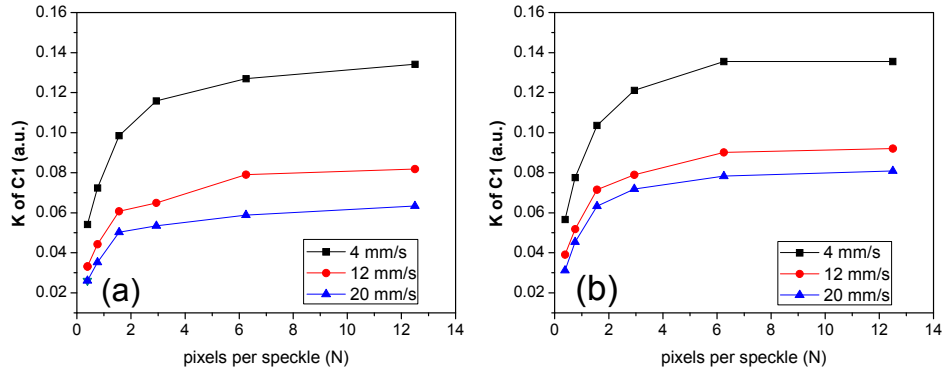 0.16
0.14
0.12
0.10
0.08
0.06
0.04
0.02
K of C1 (a.u.)
0 2 4 6 8 10 12 14
pixels per speckle (N)
(a)
4 mm/s
12 mm/s
20 mm/s
0.16
0.14
0.12
0.10
0.08
0.06
0.04
0.02
K of C1 (a.u.)
0 2 4 6 8 10 12 14
pixels per speckle (N)
(b)
4 mm/s
12 mm/s
20 mm/s